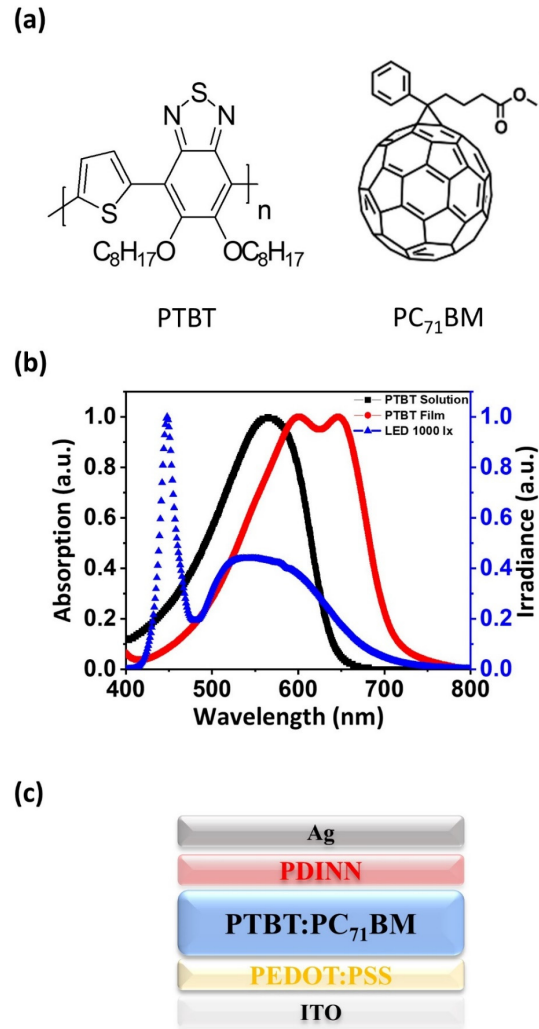 (a)
S
N N
S
n
C₈H₁₇O OC₈H₁₇
O
O
PTBT PC₇₁BM
(b)
PTBT Solution
PTBT Film
LED 1000 lx
1.0 1.0
0.8 0.8
0.6 0.6
0.4 0.4
0.2 0.2
0.0 0.0
Absorption (a.u.)
Irradiance (a.u.)
400 500 600 700 800
Wavelength (nm)
(c)
Ag
PDINN
PTBT:PC₇₁BM
PEDOT:PSS
ITO